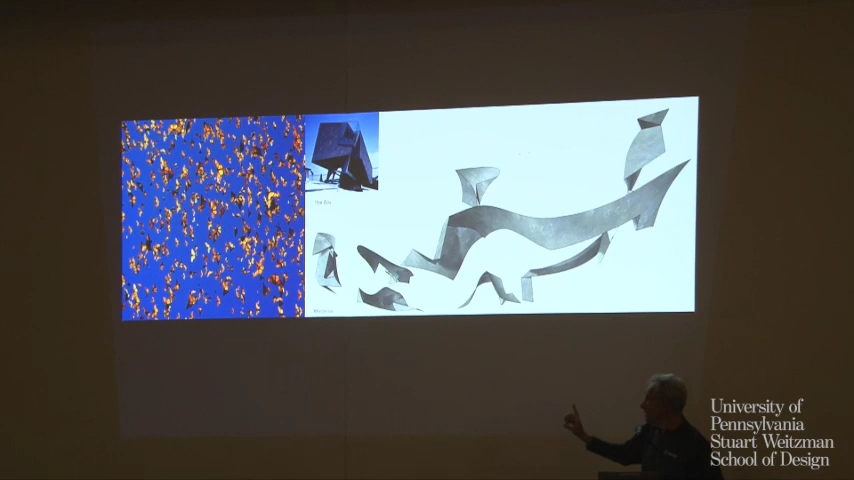 University of
Pennsylvania
Stuart Weitzman
School of Design